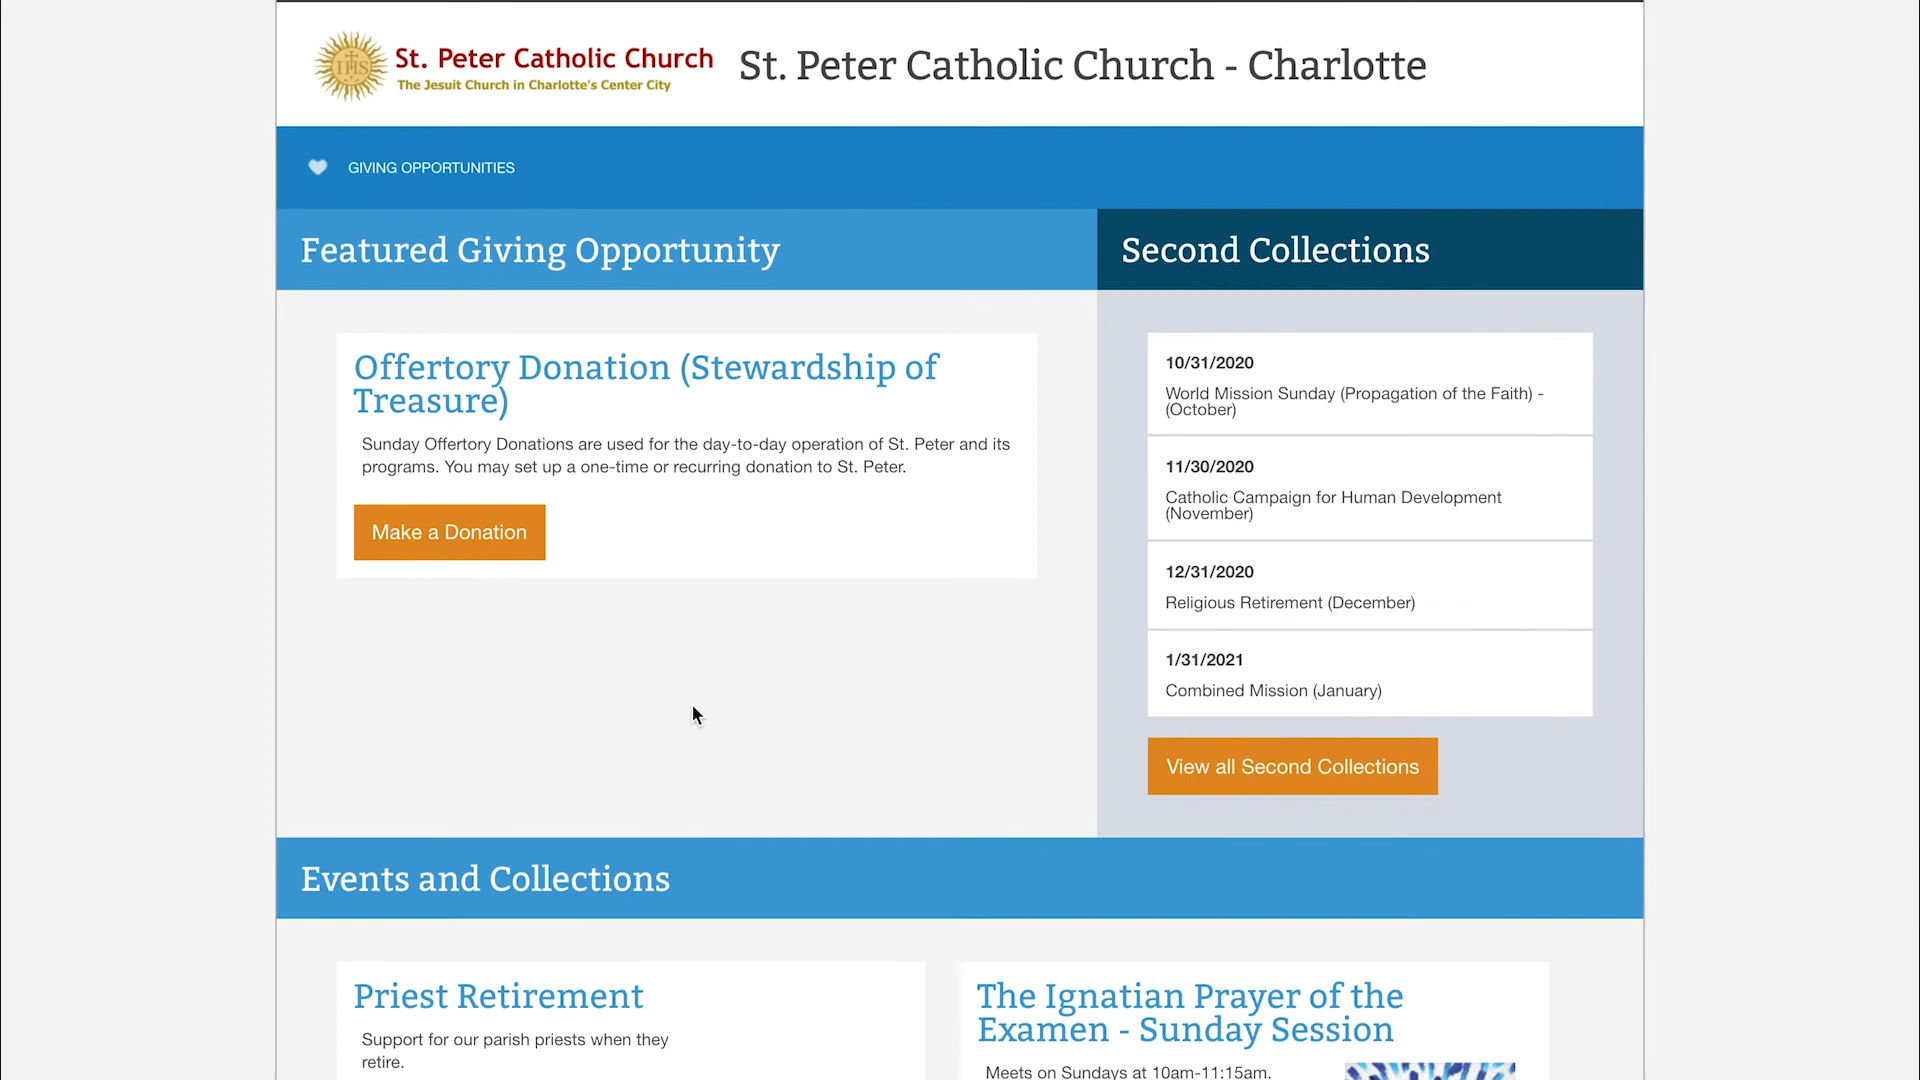 IHS
St. Peter Catholic Church
The Jesuit Church in Charlotte's Center City
St. Peter Catholic Church - Charlotte
GIVING OPPORTUNITIES
Featured Giving Opportunity
Offertory Donation (Stewardship of
Treasure)
Sunday Offertory Donations are used for the day-to-day operation of St. Peter and its
programs. You may set up a one-time or recurring donation to St. Peter.
Make a Donation
Second Collections
10/31/2020
World Mission Sunday (Propagation of the Faith) -
(October)
11/30/2020
Catholic Campaign for Human Development
(November)
12/31/2020
Religious Retirement (December)
1/31/2021
Combined Mission (January)
View all Second Collections
Events and Collections
Priest Retirement
Support for our parish priests when they
retire.
The Ignatian Prayer of the
Examen - Sunday Session
Meets on Sundays at 10am-11:15am.